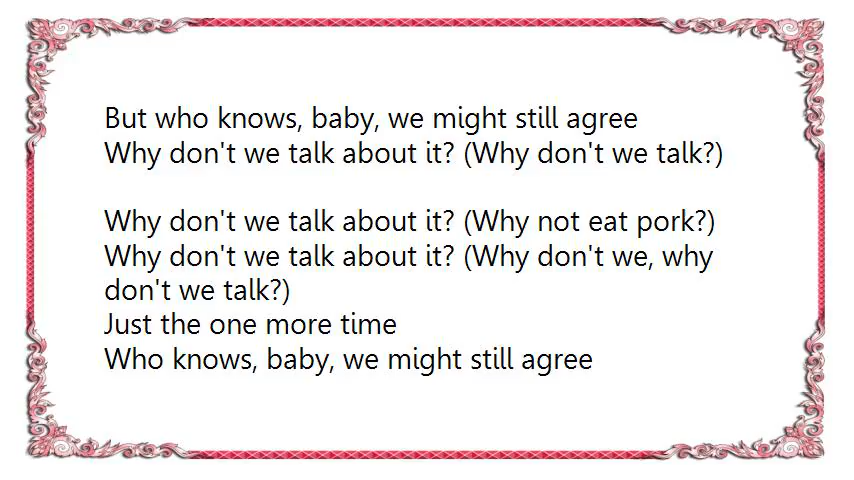 But who knows, baby, we might still agree
Why don't we talk about it? (Why don't we talk?)
Why don't we talk about it? (Why not eat pork?)
Why don't we talk about it? (Why don't we, why
don't we talk?)
Just the one more time
Who knows, baby, we might still agree